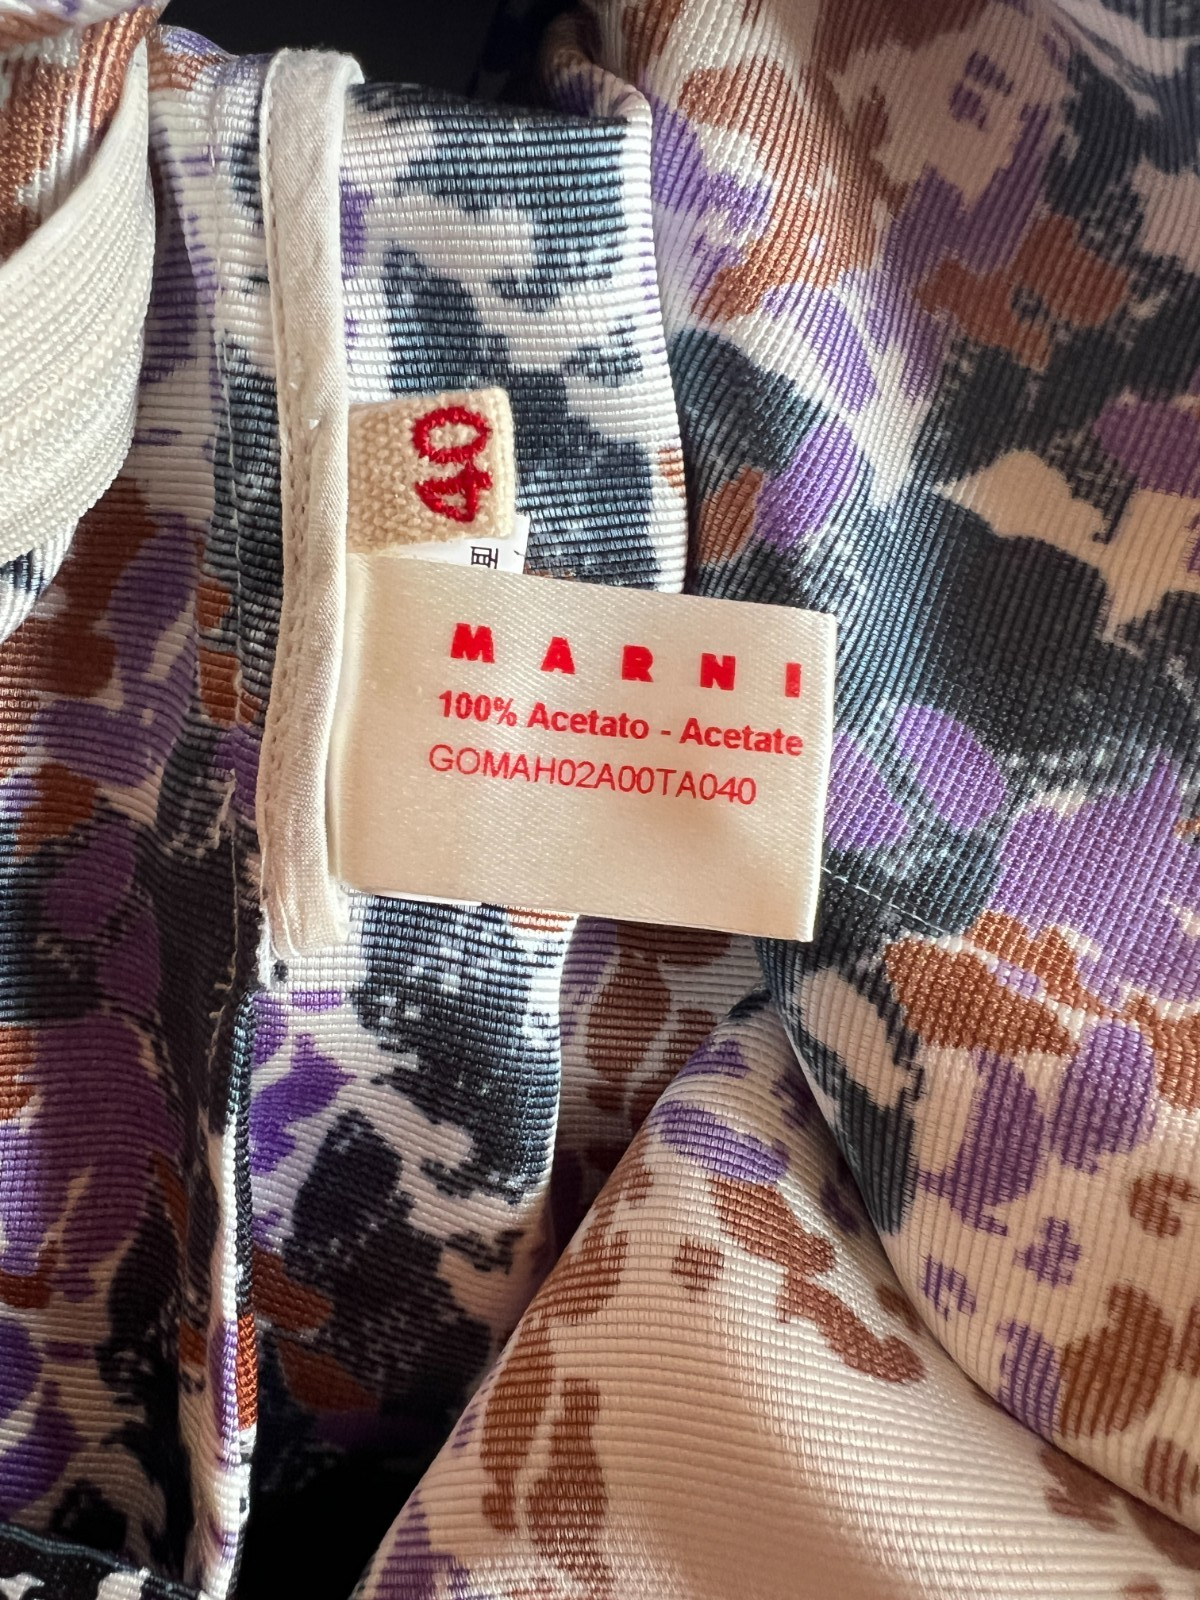 40
MARNI
100% Acetato - Acetate
GOMAH02A00TA040